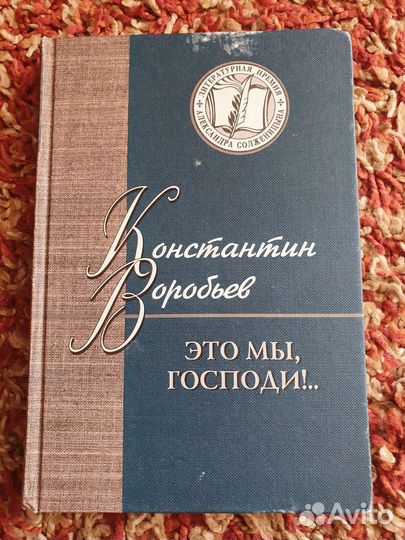 ЛИТЕРАТУРНАЯ ПРЕМИЯ
АЛЕКСАНДРА СОЛЖЕНИЦЫНА
Константин
Воробьев
ЭТО МЫ,
ГОСПОДИ!..
Avito